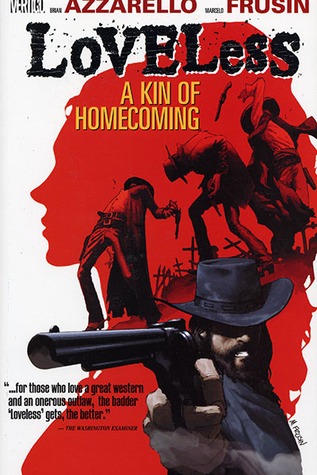 VERTIGO BRIAN AZZARELLO MARCELO FRUSIN
LOVELESS
A KIN OF
HOMECOMING
"...for those who love a great western
and an onerous outlaw, the badder
'loveless' gets, the better."
— THE WASHINGTON EXAMINER
M. FRUSIN